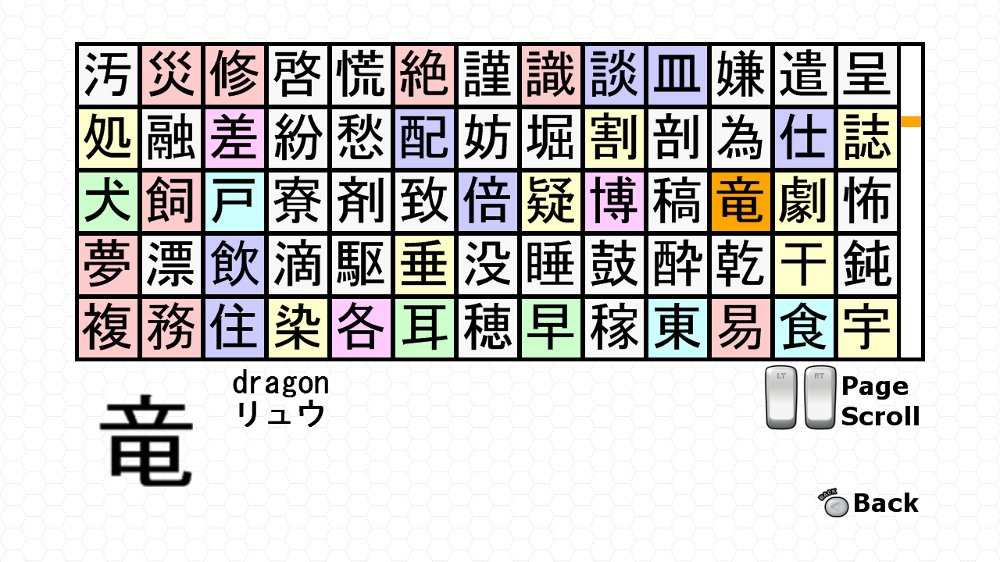 汚災修啓慌絶謹識談皿嫌遣呈
処融差紛愁配妨堀割剖為仕誌
犬飼戸寮剤致倍疑博稿竜劇怖
夢漂飲滴駆垂没睡鼓酔乾干鈍
複務住染各耳穂早稼東易食宇
竜
dragon
リュウ
LT RT
Page
Scroll
BACK
Back